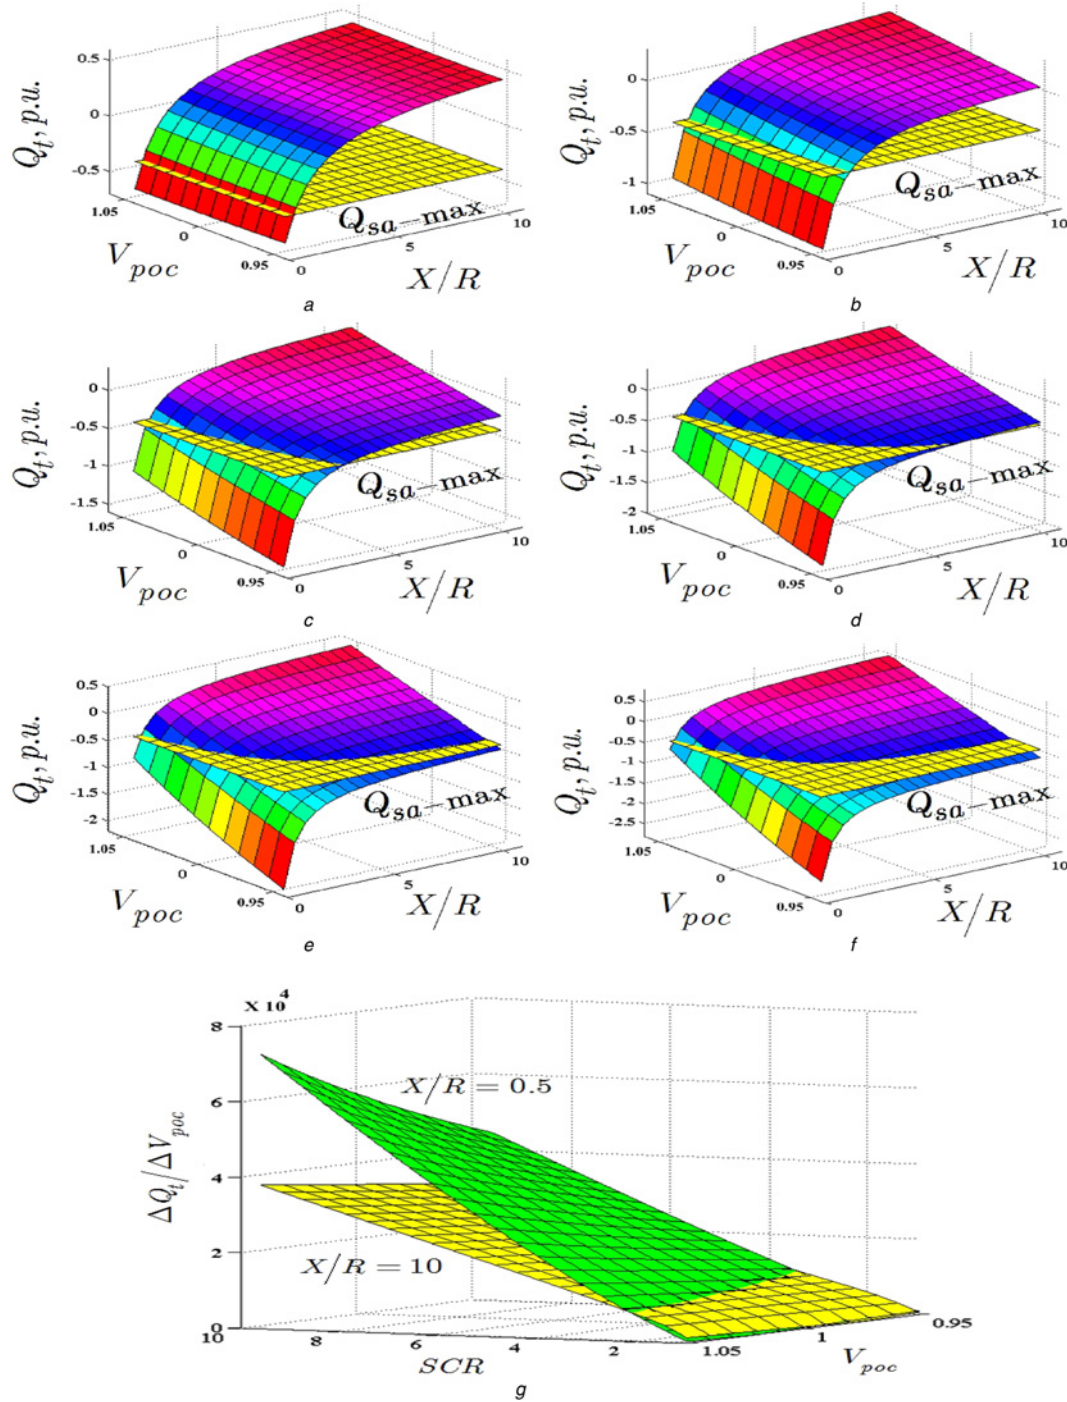 0.5
0
-0.5
Q_t, p.u.
1.05
0
0.95
V_poc
Q_sa-max
0
5
10
X/R
a
0
-0.5
-1
Q_t, p.u.
1.05
0
0.95
V_poc
Q_sa-max
0
5
10
X/R
b
0
-0.5
-1
-1.5
Q_t, p.u.
1.05
0
0.95
V_poc
Q_sa-max
0
5
10
X/R
c
0
-0.5
-1
-1.5
-2
Q_t, p.u.
1.05
0
0.95
V_poc
Q_sa-max
0
5
10
X/R
d
0.5
0
-0.5
-1
-1.5
-2
Q_t, p.u.
1.05
0
0.95
V_poc
Q_sa-max
0
5
10
X/R
e
0.5
0
-0.5
-1
-1.5
-2
-2.5
Q_t, p.u.
1.05
0
0.95
V_poc
Q_sa-max
0
5
10
X/R
f
X 10^4
8
6
4
2
0
ΔQ_t/ΔV_poc
X/R = 0.5
X/R = 10
10
8
6
4
2
SCR
1.05
1
0.95
V_poc
g